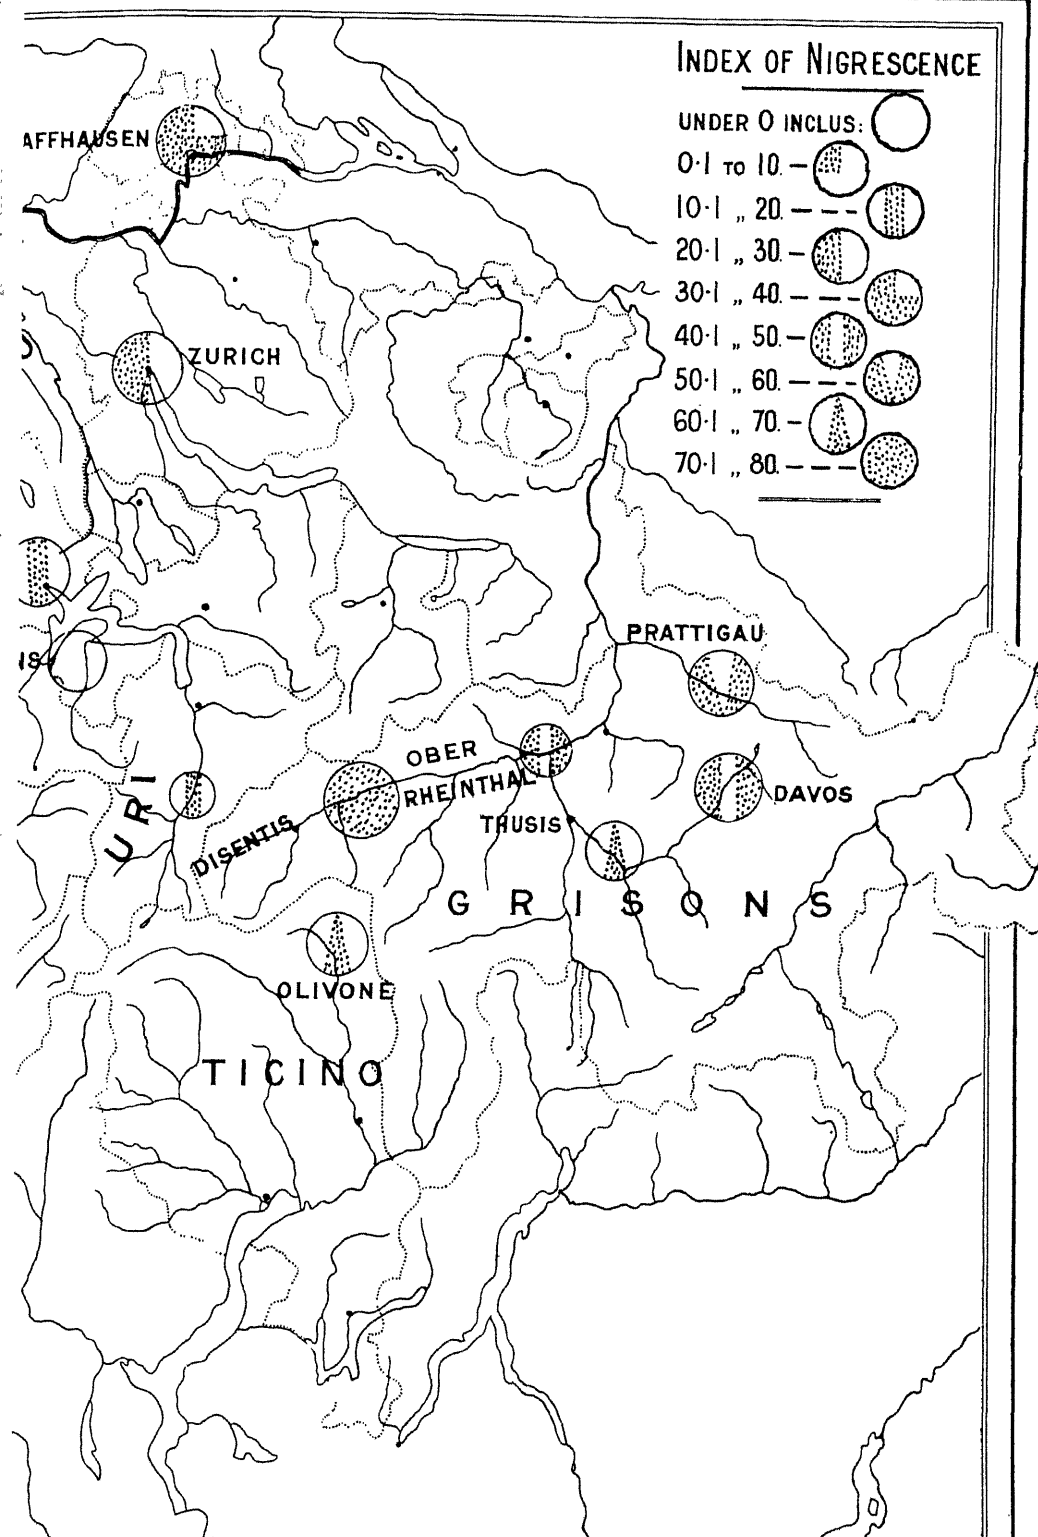 INDEX OF NIGRESCENCE
UNDER 0 INCLUS:
0·1 TO 10.
10·1 „ 20.
20·1 „ 30.
30·1 „ 40.
40·1 „ 50.
50·1 „ 60.
60·1 „ 70.
70·1 „ 80.
AFFHAUSEN
ZURICH
IS
PRATTIGAU
OBER
RHEINTHAL
URI
DISENTIS
DAVOS
THUSIS
GRISONS
OLIVONE
TICINO